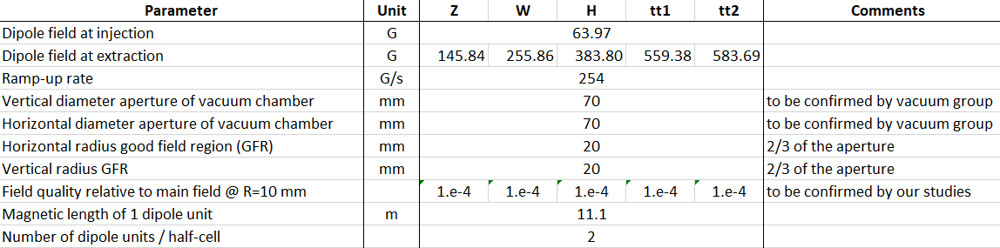 Parameter Unit Z W H tt1 tt2 Comments
Dipole field at injection G 63.97
Dipole field at extraction G 145.84 255.86 383.80 559.38 583.69
Ramp-up rate G/s 254
Vertical diameter aperture of vacuum chamber mm 70 to be confirmed by vacuum group
Horizontal diameter aperture of vacuum chamber mm 70 to be confirmed by vacuum group
Horizontal radius good field region (GFR) mm 20 2/3 of the aperture
Vertical radius GFR mm 20 2/3 of the aperture
Field quality relative to main field @ R=10 mm 1.e-4 1.e-4 1.e-4 1.e-4 1.e-4 to be confirmed by our studies
Magnetic length of 1 dipole unit m 11.1
Number of dipole units / half-cell 2